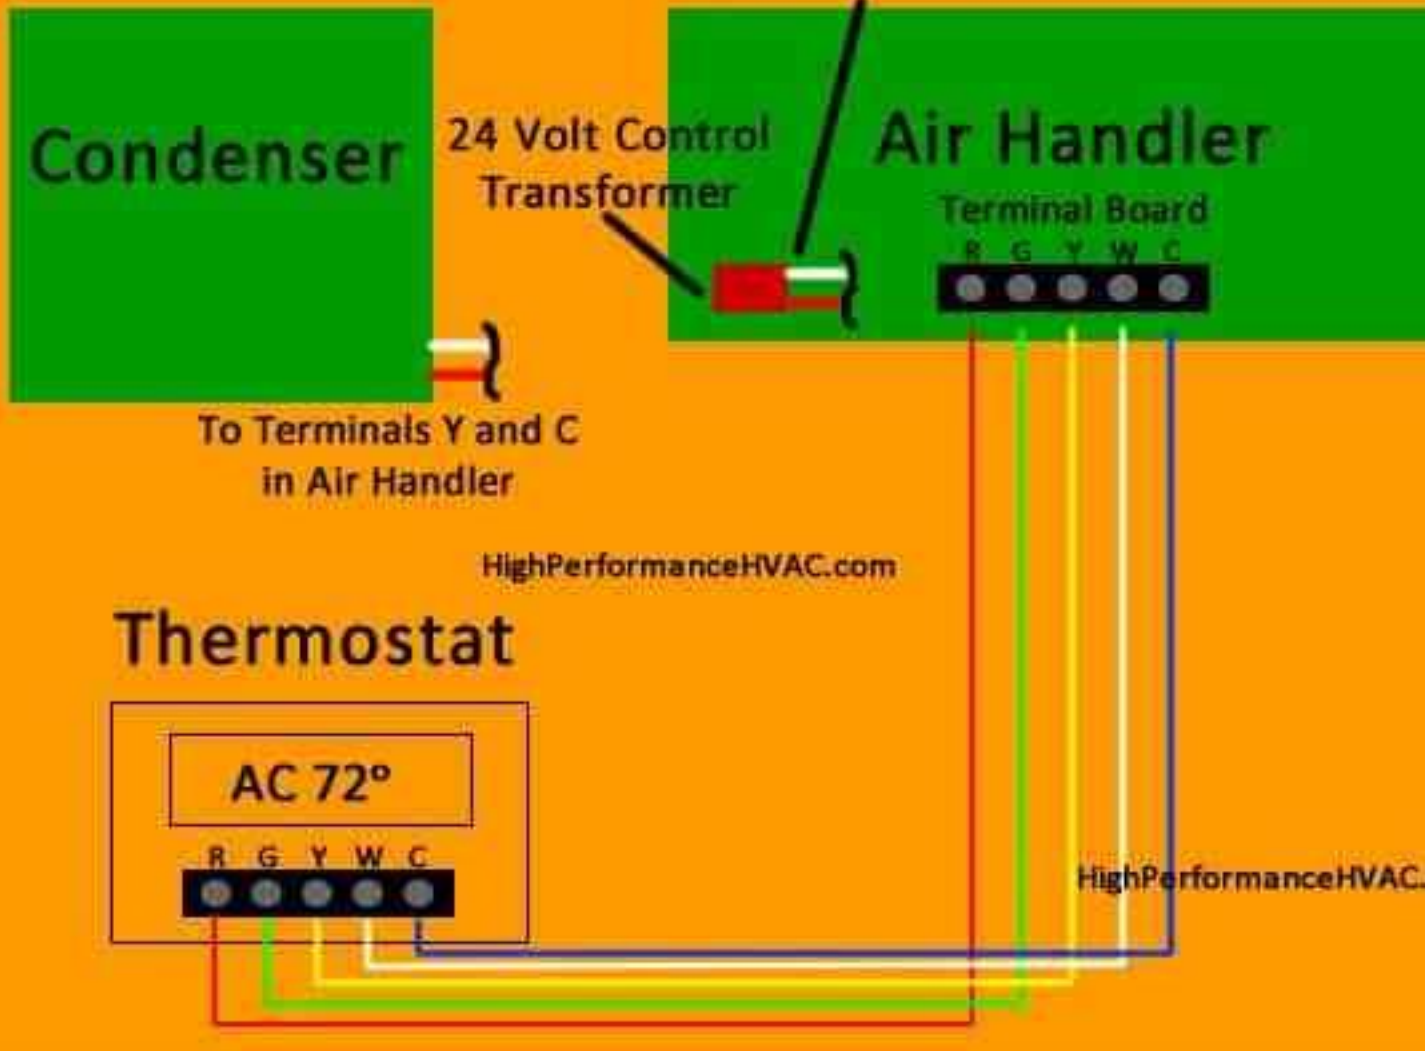 Condenser
24 Volt Control
Transformer
Air Handler
Terminal Board
R G Y W C
To Terminals Y and C
in Air Handler
HighPerformanceHVAC.com
Thermostat
AC 72°
R G Y W C
HighPerformanceHVAC.